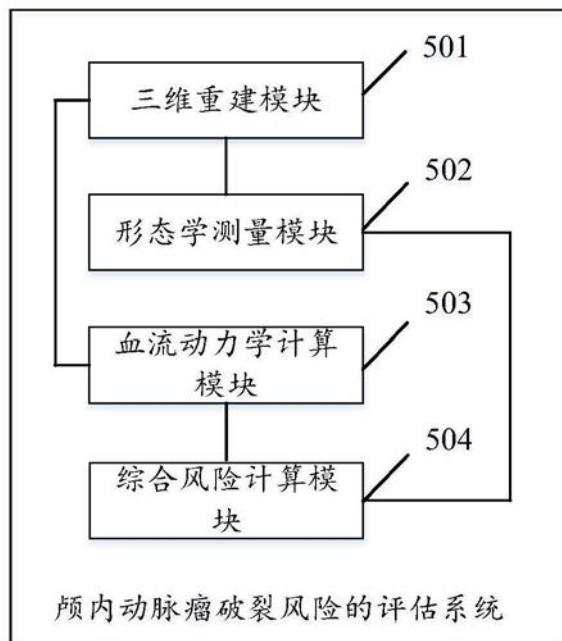 501
三维重建模块
502
形态学测量模块
503
血流动力学计算
模块
504
综合风险计算模
块
颅内动脉瘤破裂风险的评估系统